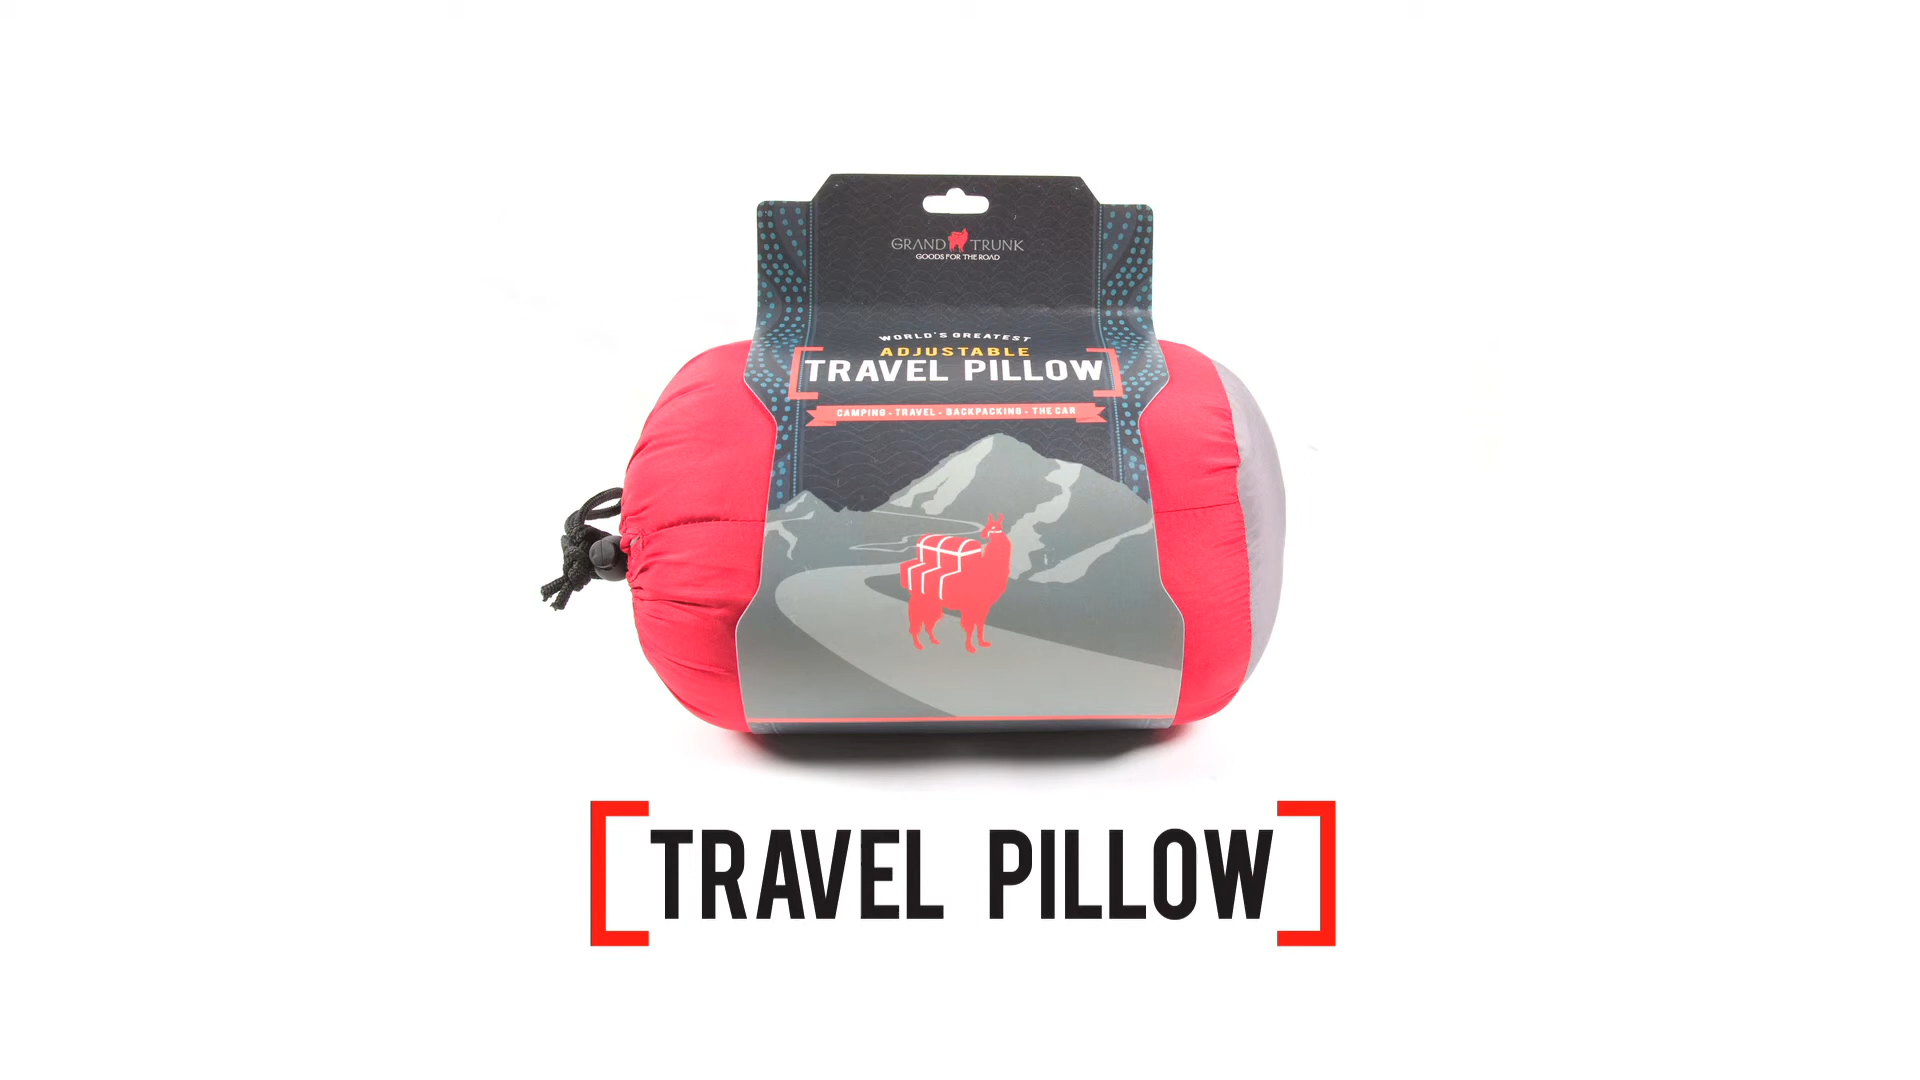 GRAND TRUNK
GOODS FOR THE ROAD
WORLD'S GREATEST
ADJUSTABLE
TRAVEL PILLOW
CAMPING - TRAVEL - BACKPACKING - THE CAR
TRAVEL PILLOW